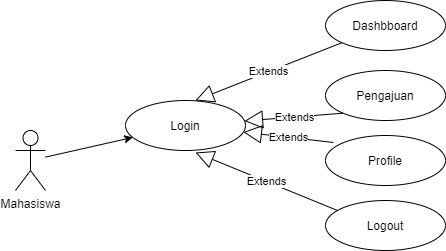 Dashbboard
Extends
Pengajuan
Extends
Login
Extends
Profile
Extends
Mahasiswa
Logout